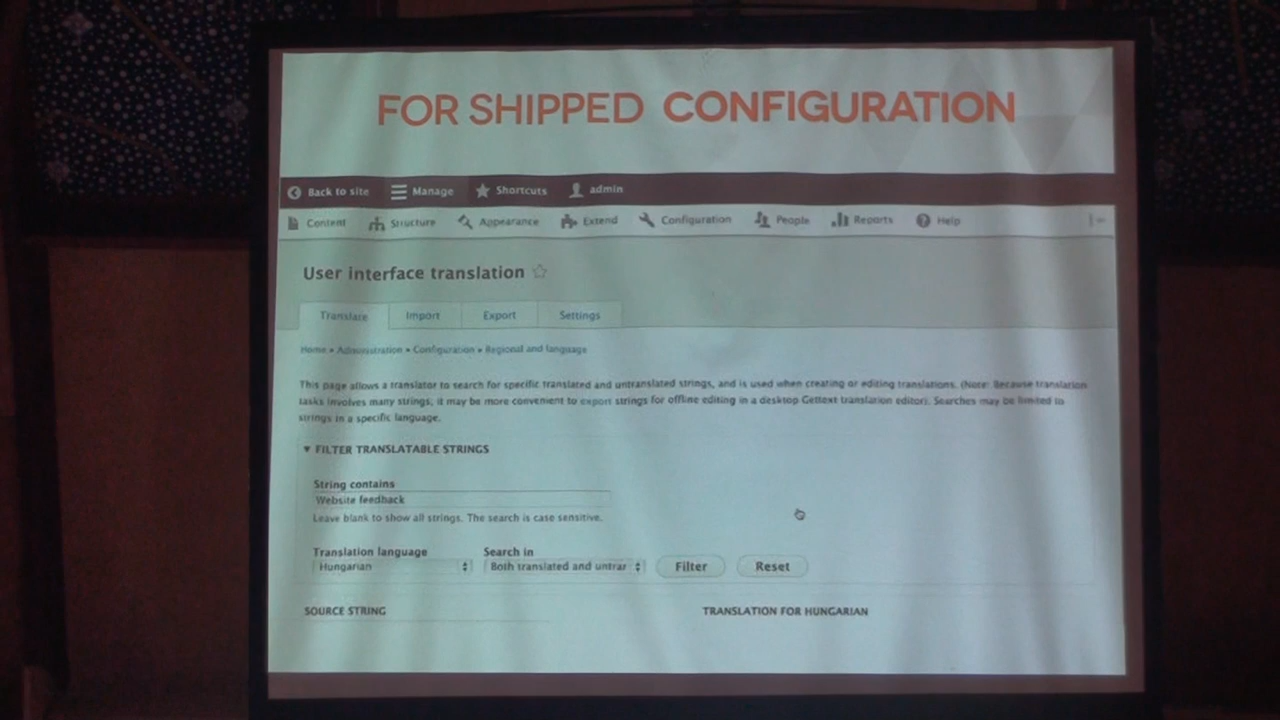 FOR SHIPPED CONFIGURATION
Back to site Manage Shortcuts admin
Content Structure Appearance Extend Configuration People Reports Help
User interface translation
Translate Import Export Settings
Home » Administration » Configuration » Regional and language
This page allows a translator to search for specific translated and untranslated strings, and is used when creating or editing translations. (Note: Because translation
tasks involves many strings, it may be more convenient to export strings for offline editing in a desktop Gettext translation editor). Searches may be limited to
strings in a specific language.
▼ FILTER TRANSLATABLE STRINGS
String contains
Website feedback
Leave blank to show all strings. The search is case sensitive.
Translation language Search in
Hungarian Both translated and untrar Filter Reset
SOURCE STRING TRANSLATION FOR HUNGARIAN